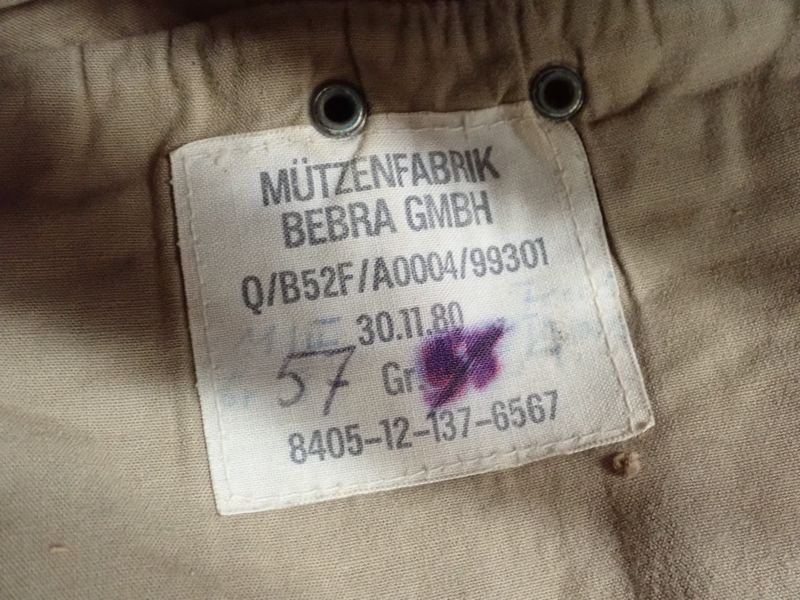 MÜTZENFABRIK
BEBRA GMBH
Q/B52F/A0004/99301
30.11.80
57 Gr.
8405-12-137-6567